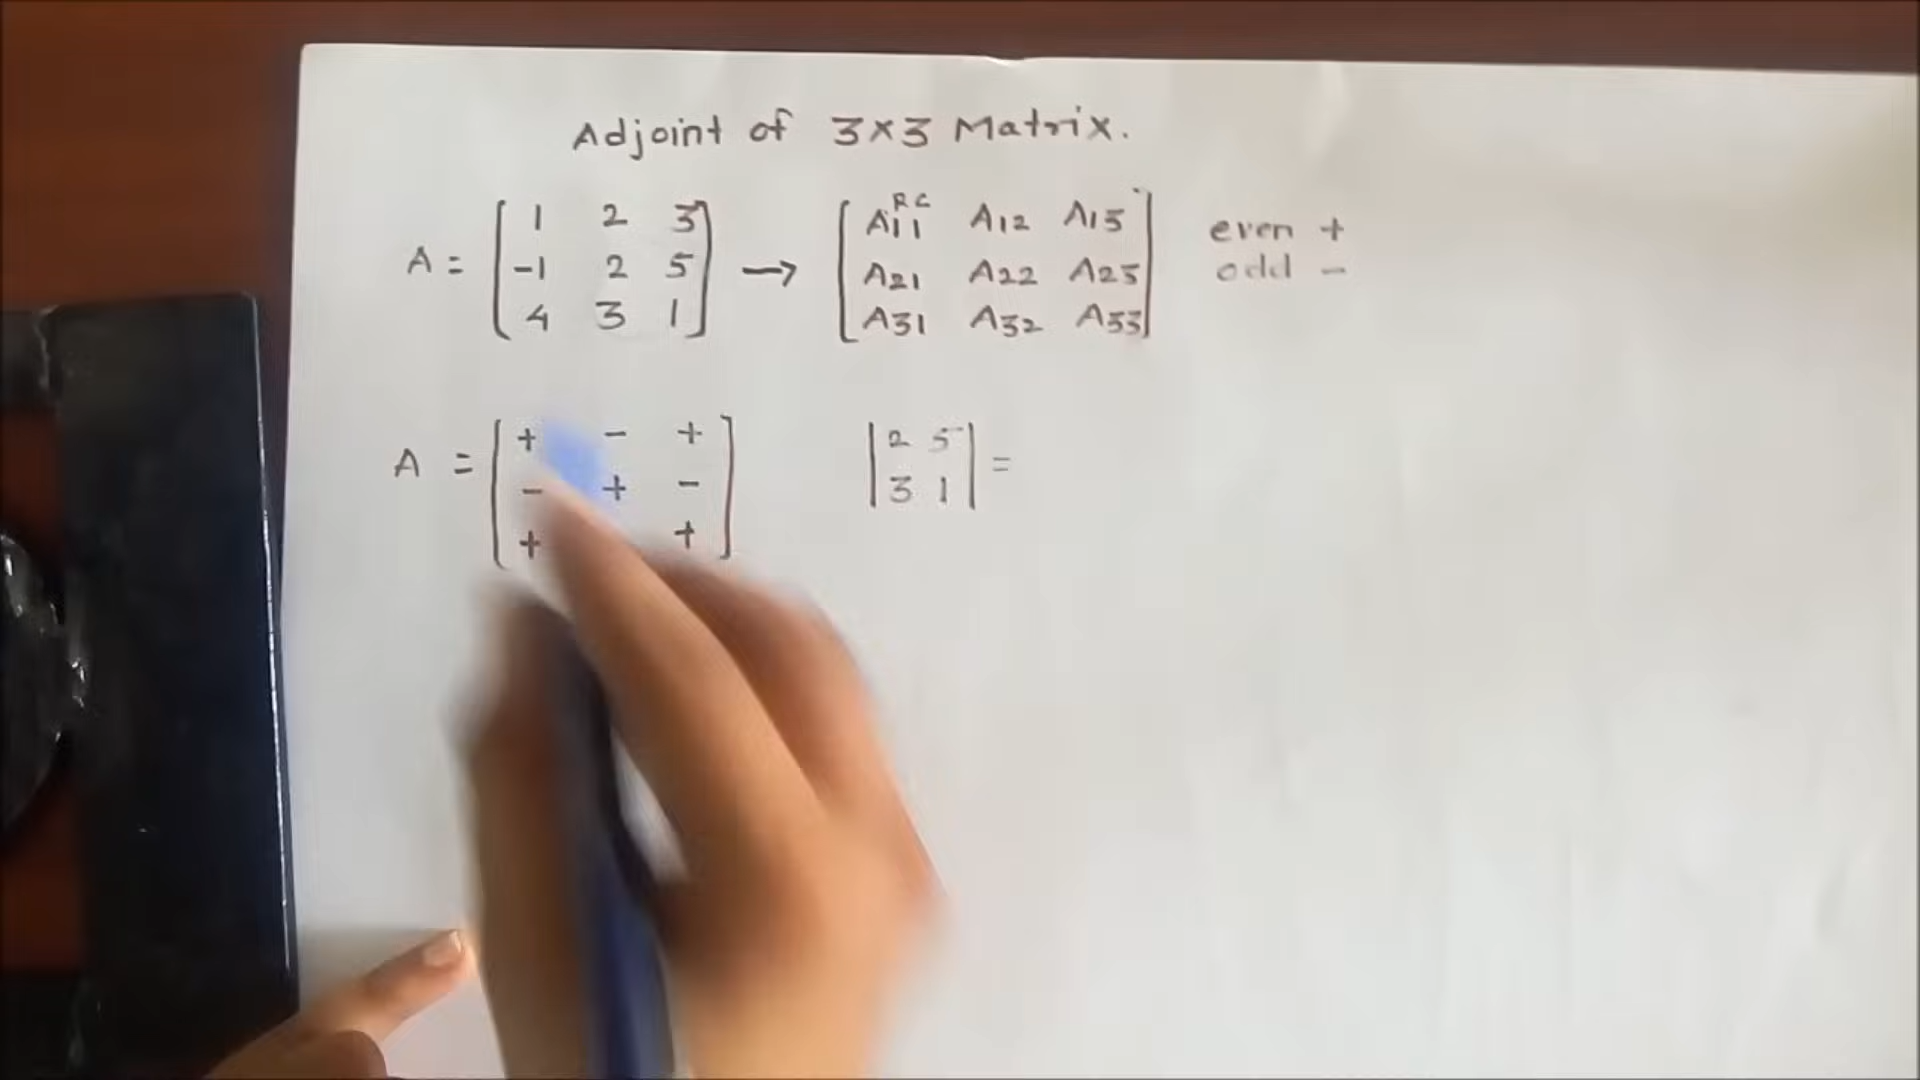 Adjoint of 3×3 Matrix.
A = [ 1 2 3 ] → [ A11 A12 A13 ] even +
R C
[ -1 2 5 ] [ A21 A22 A23 ] odd -
[ 4 3 1 ] [ A31 A32 A33 ]
A = [ + - + ] | 2 5 | =
[ - + - ] | 3 1 |
[ + + ]